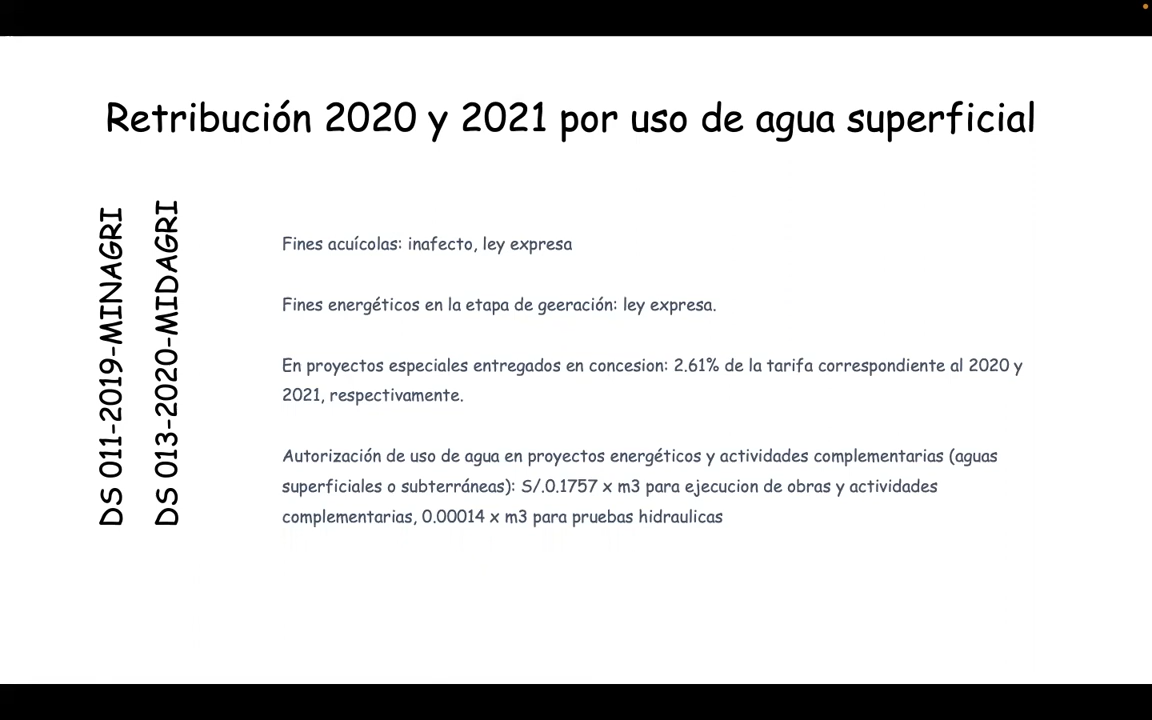 Retribución 2020 y 2021 por uso de agua superficial
DS 011-2019-MINAGRI
DS 013-2020-MIDAGRI
Fines acuícolas: inafecto, ley expresa
Fines energéticos en la etapa de geeración: ley expresa.
En proyectos especiales entregados en concesion: 2.61% de la tarifa correspondiente al 2020 y
2021, respectivamente.
Autorización de uso de agua en proyectos energéticos y actividades complementarias (aguas
superficiales o subterráneas): S/.0.1757 x m3 para ejecucion de obras y actividades
complementarias, 0.00014 x m3 para pruebas hidraulicas